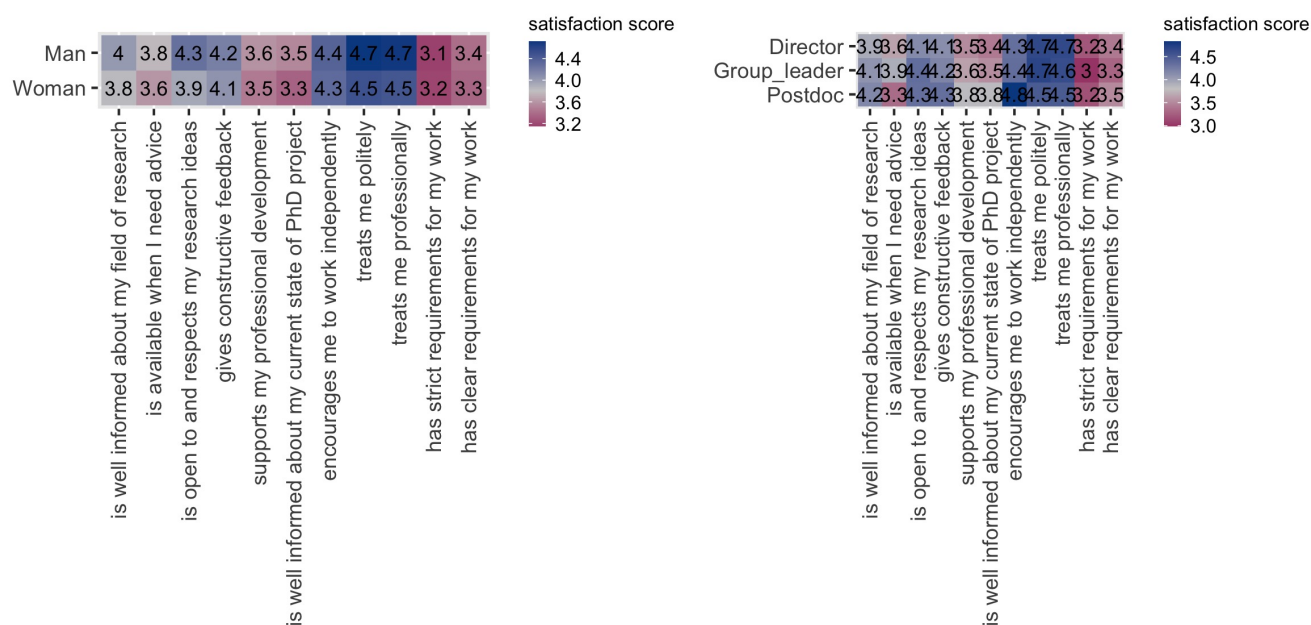 satisfaction score
Man 4 3.8 4.3 4.2 3.6 3.5 4.4 4.7 4.7 3.1 3.4
Woman 3.8 3.6 3.9 4.1 3.5 3.3 4.3 4.5 4.5 3.2 3.3
4.4
4.0
3.6
3.2
is well informed about my field of research
is available when I need advice
is open to and respects my research ideas
gives constructive feedback
supports my professional development
is well informed about my current state of PhD project
encourages me to work independently
treats me politely
treats me professionally
has strict requirements for my work
has clear requirements for my work
satisfaction score
Director 3.9 3.6 4.1 4.1 3.5 3.4 4.3 4.7 4.7 3.2 3.4
Group_leader 4.1 3.9 4.4 4.2 3.6 3.5 4.4 4.7 4.6 3 3.3
Postdoc 4.2 3.3 4.3 4.3 3.8 3.8 4.8 4.5 4.5 3.2 3.5
4.5
4.0
3.5
3.0
is well informed about my field of research
is available when I need advice
is open to and respects my research ideas
gives constructive feedback
supports my professional development
is well informed about my current state of PhD project
encourages me to work independently
treats me politely
treats me professionally
has strict requirements for my work
has clear requirements for my work